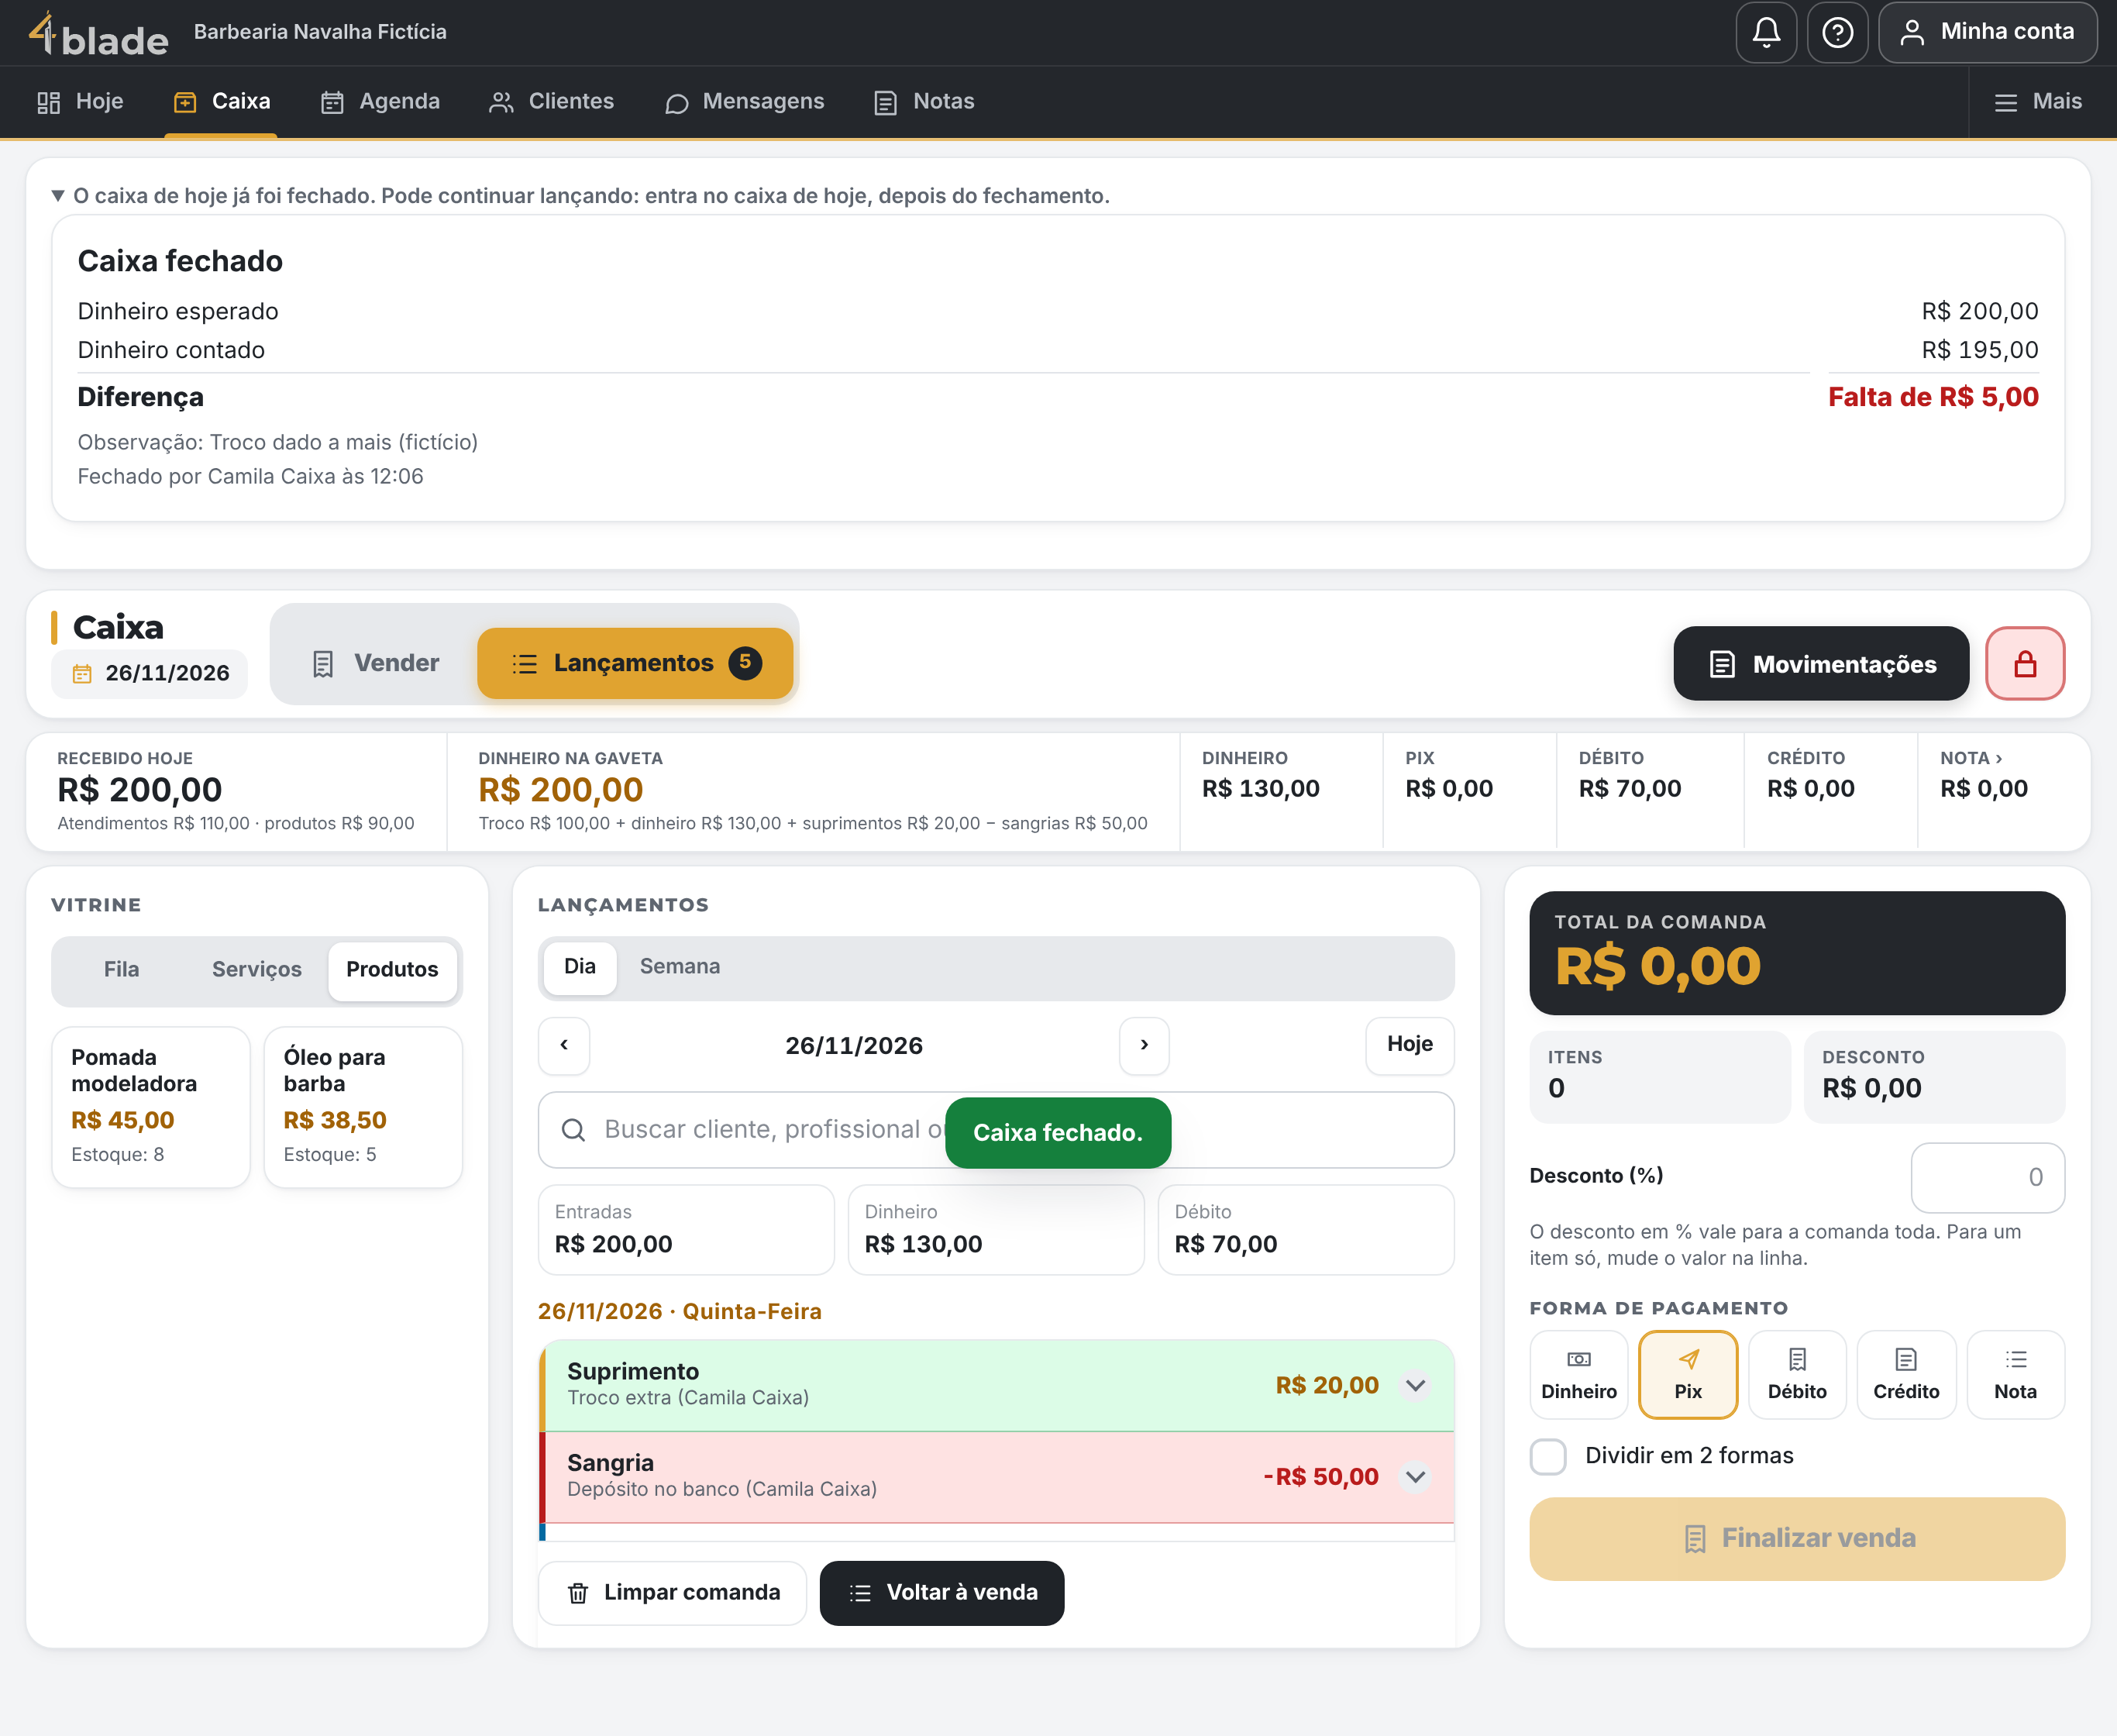 4blade
Barbearia Navalha Fictícia
Minha conta
Hoje
Caixa
Agenda
Clientes
Mensagens
Notas
Mais
▼ O caixa de hoje já foi fechado. Pode continuar lançando: entra no caixa de hoje, depois do fechamento.
Caixa fechado
Dinheiro esperado R$ 200,00
Dinheiro contado R$ 195,00
Diferença Falta de R$ 5,00
Observação: Troco dado a mais (fictício)
Fechado por Camila Caixa às 12:06
Caixa
26/11/2026
Vender
Lançamentos 5
Movimentações
RECEBIDO HOJE
R$ 200,00
Atendimentos R$ 110,00 · produtos R$ 90,00
DINHEIRO NA GAVETA
R$ 200,00
Troco R$ 100,00 + dinheiro R$ 130,00 + suprimentos R$ 20,00 − sangrias R$ 50,00
DINHEIRO
R$ 130,00
PIX
R$ 0,00
DÉBITO
R$ 70,00
CRÉDITO
R$ 0,00
NOTA ›
R$ 0,00
VITRINE
Fila
Serviços
Produtos
Pomada
modeladora
R$ 45,00
Estoque: 8
Óleo para
barba
R$ 38,50
Estoque: 5
LANÇAMENTOS
Dia
Semana
‹
26/11/2026
›
Hoje
Buscar cliente, profissional
Caixa fechado.
Entradas
R$ 200,00
Dinheiro
R$ 130,00
Débito
R$ 70,00
26/11/2026 · Quinta-Feira
Suprimento
Troco extra (Camila Caixa)
R$ 20,00
Sangria
Depósito no banco (Camila Caixa)
-R$ 50,00
Limpar comanda
Voltar à venda
TOTAL DA COMANDA
R$ 0,00
ITENS
0
DESCONTO
R$ 0,00
Desconto (%)
0
O desconto em % vale para a comanda toda. Para um
item só, mude o valor na linha.
FORMA DE PAGAMENTO
Dinheiro
Pix
Débito
Crédito
Nota
Dividir em 2 formas
Finalizar venda